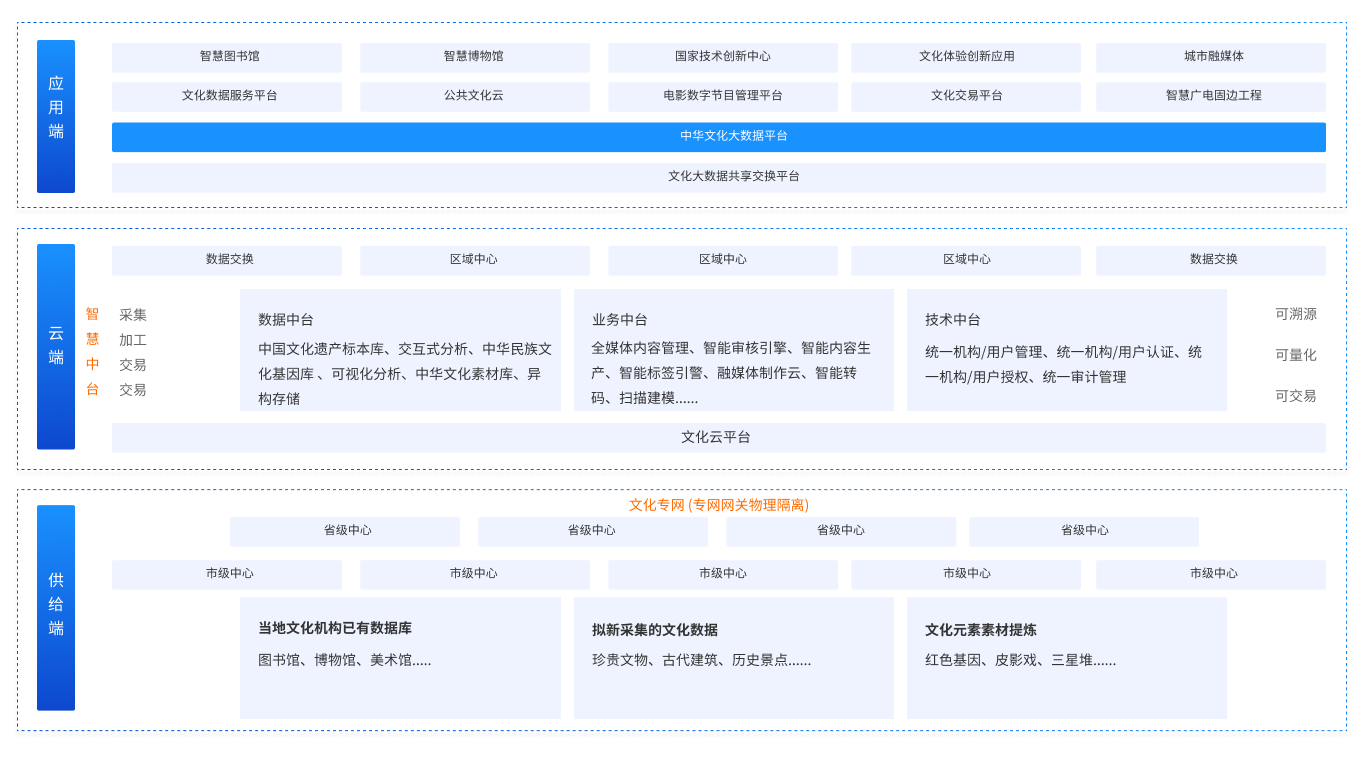 应
用
端
智慧图书馆
智慧博物馆
国家技术创新中心
文化体验创新应用
城市融媒体
文化数据服务平台
公共文化云
电影数字节目管理平台
文化交易平台
智慧广电固边工程
中华文化大数据平台
文化大数据共享交换平台
云
端
数据交换
区域中心
区域中心
区域中心
数据交换
智
慧
中
台
采集
加工
交易
交易
数据中台
中国文化遗产标本库、交互式分析、中华民族文
化基因库 、可视化分析、中华文化素材库、异
构存储
业务中台
全媒体内容管理、智能审核引擎、智能内容生
产、智能标签引警、融媒体制作云、智能转
码、扫描建模......
技术中台
统一机构/用户管理、统一机构/用户认证、统
一机构/用户授权、统一审计管理
可溯源
可量化
可交易
文化云平台
供
给
端
文化专网 (专网网关物理隔离)
省级中心
省级中心
省级中心
省级中心
市级中心
市级中心
市级中心
市级中心
市级中心
当地文化机构已有数据库
图书馆、博物馆、美术馆.....
拟新采集的文化数据
珍贵文物、古代建筑、历史景点......
文化元素素材提炼
红色基因、皮影戏、三星堆......